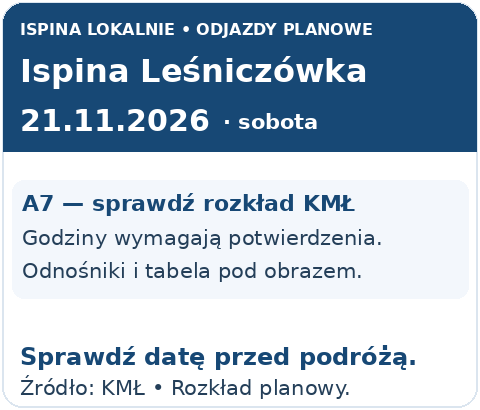 ISPINA LOKALNIE • ODJAZDY PLANOWE
Ispina Leśniczówka
21.11.2026 · sobota
A7 — sprawdź rozkład KMŁ
Godziny wymagają potwierdzenia.
Odnośniki i tabela pod obrazem.
Sprawdź datę przed podróżą.
Źródło: KMŁ • Rozkład planowy.